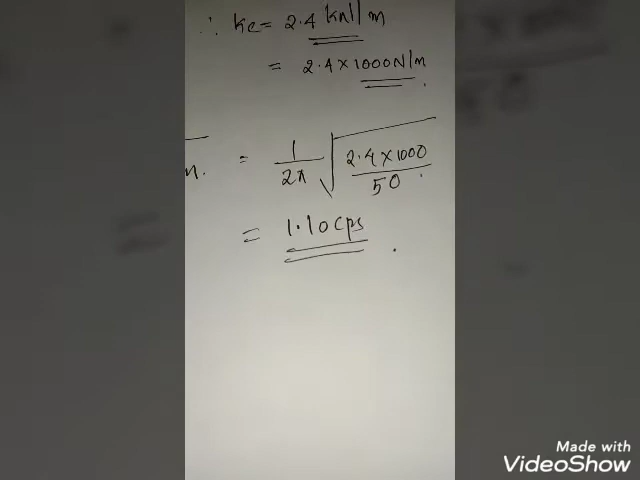 ∴ Ke = 2.4 kN/m
= 2.4 × 1000 N/m
m. = 1/2π √(2.4 × 1000 / 50)
= 1.10 cps
Made with
VideoShow